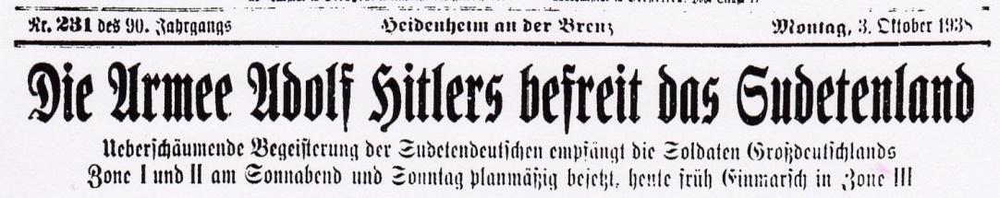 Nr. 231 des 90. Jahrgangs Heidenheim an der Brenz Montag, 3. Oktober 1938
Die Armee Adolf Hitlers befreit das Sudetenland
Ueberschäumende Begeisterung der Sudetendeutschen empfängt die Soldaten Großdeutschlands
Zone I und II am Sonnabend und Sonntag planmäßig besetzt, heute früh Einmarsch in Zone III